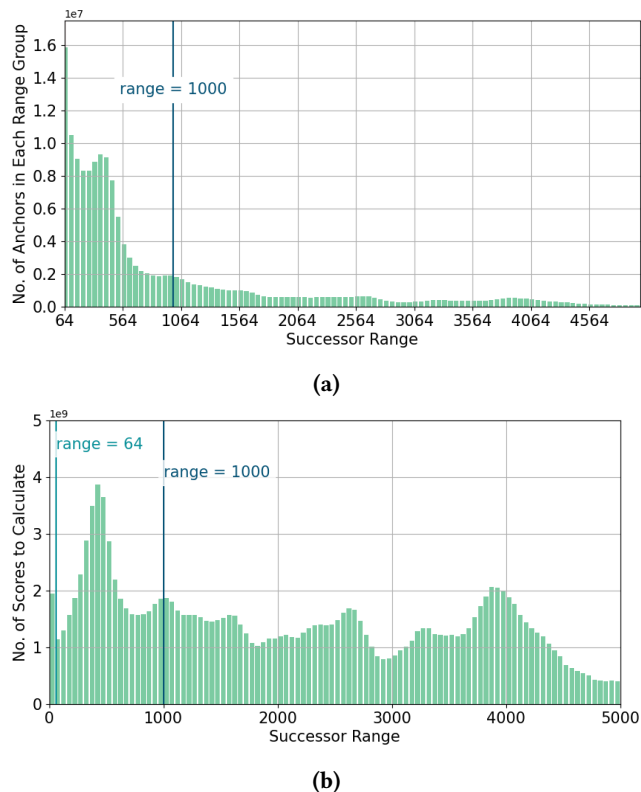 1e7
No. of Anchors in Each Range Group
1.6
1.4
range = 1000
1.2
1.0
0.8
0.6
0.4
0.2
0.0
64 564 1064 1564 2064 2564 3064 3564 4064 4564
Successor Range
(a)
1e9
No. of Scores to Calculate
5
range = 64
4
range = 1000
3
2
1
0
0 1000 2000 3000 4000 5000
Successor Range
(b)